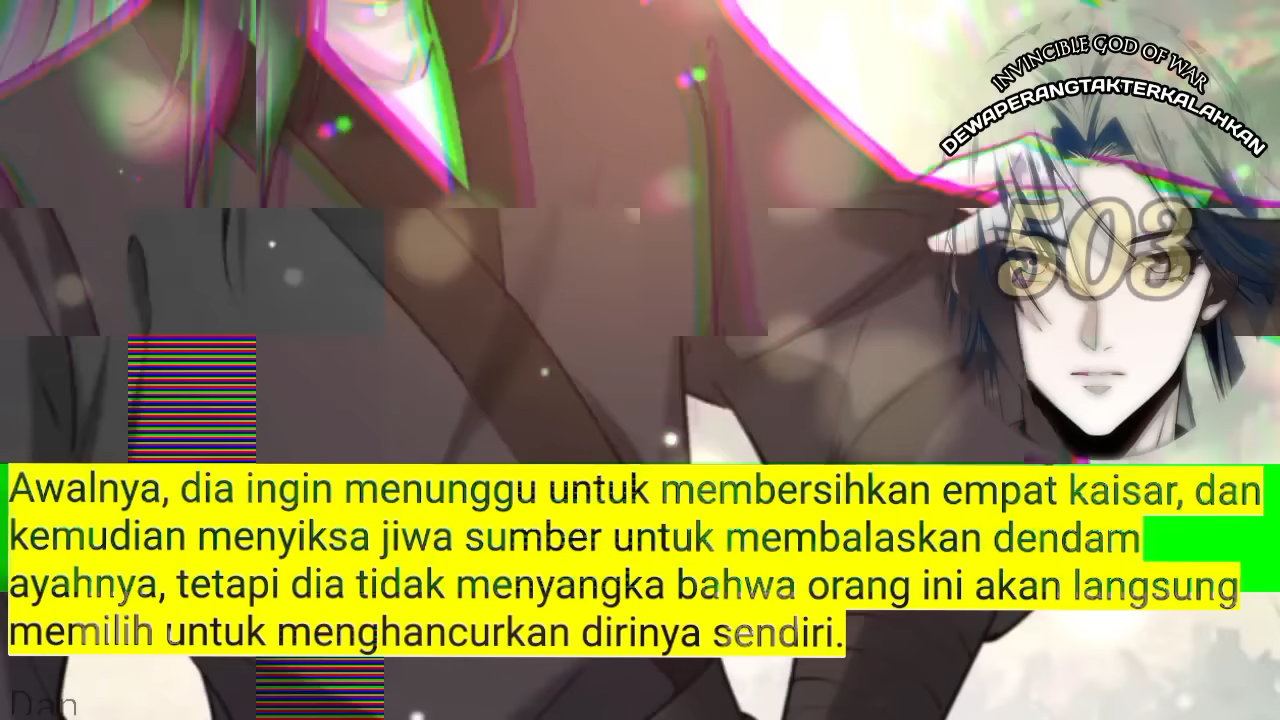 INVINCIBLE GOD OF WAR
DEWAPERANGTAKTERKALAHKAN
503
Awalnya, dia ingin menunggu untuk membersihkan empat kaisar, dan
kemudian menyiksa jiwa sumber untuk membalaskan dendam
ayahnya, tetapi dia tidak menyangka bahwa orang ini akan langsung
memilih untuk menghancurkan dirinya sendiri.
Dan